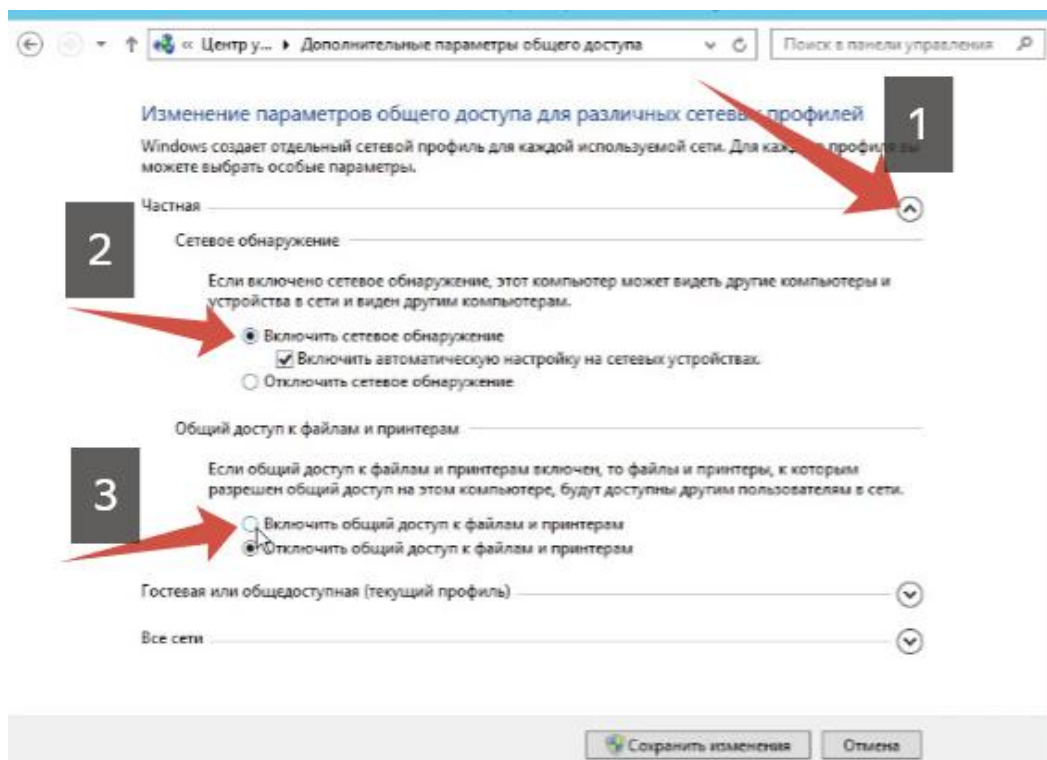 « Центр у... ▸ Дополнительные параметры общего доступа
Поиск в панели управления
Изменение параметров общего доступа для различных сетевых профилей
1
Windows создает отдельный сетевой профиль для каждой используемой сети. Для профиля вы
можете выбрать особые параметры.
Частная
2
Сетевое обнаружение
Если включено сетевое обнаружение, этот компьютер может видеть другие компьютеры и
устройства в сети и виден другим компьютерам.
Включить сетевое обнаружение
Включить автоматическую настройку на сетевых устройствах.
Отключить сетевое обнаружение
Общий доступ к файлам и принтерам
3
Если общий доступ к файлам и принтерам включен, то файлы и принтеры, к которым
разрешен общий доступ на этом компьютере, будут доступны другим пользователям в сети.
Включить общий доступ к файлам и принтерам
Отключить общий доступ к файлам и принтерам
Гостевая или общедоступная (текущий профиль)
Все сети
Сохранить изменения
Отмена